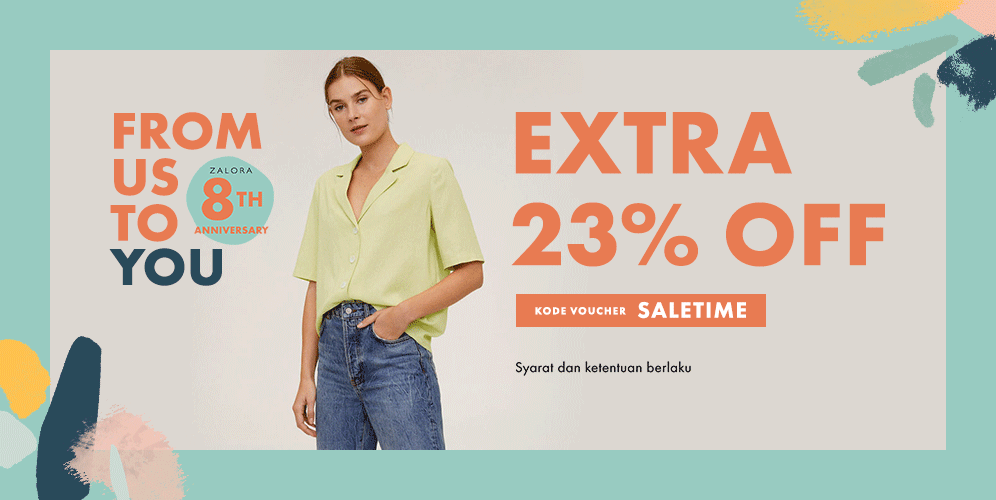 FROM
US
TO
YOU
ZALORA
8TH
ANNIVERSARY
EXTRA
23% OFF
KODE VOUCHER SALETIME
Syarat dan ketentuan berlaku